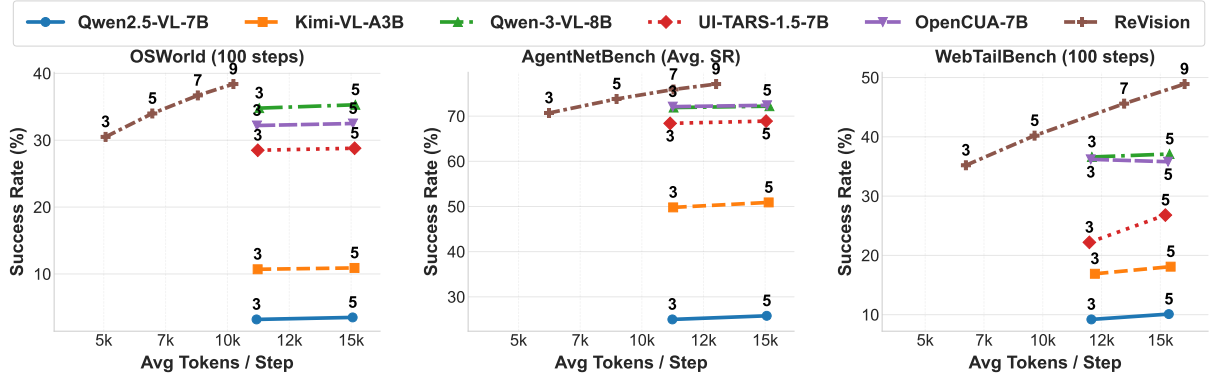 Qwen2.5-VL-7B Kimi-VL-A3B Qwen-3-VL-8B UI-TARS-1.5-7B OpenCUA-7B ReVision
OSWorld (100 steps)
Success Rate (%)
40
30
20
10
3 5 7 9
3 5
3 5
3 5
3 5
3 5
5k 7k 10k 12k 15k
Avg Tokens / Step
AgentNetBench (Avg. SR)
Success Rate (%)
70
60
50
40
30
3 5 7 9
3 5
3 5
3 5
3 5
5k 7k 10k 12k 15k
Avg Tokens / Step
WebTailBench (100 steps)
Success Rate (%)
50
40
30
20
10
3 5 7 9
3 5
3 5
3 5
3 5
3 5
5k 7k 10k 12k 15k
Avg Tokens / Step